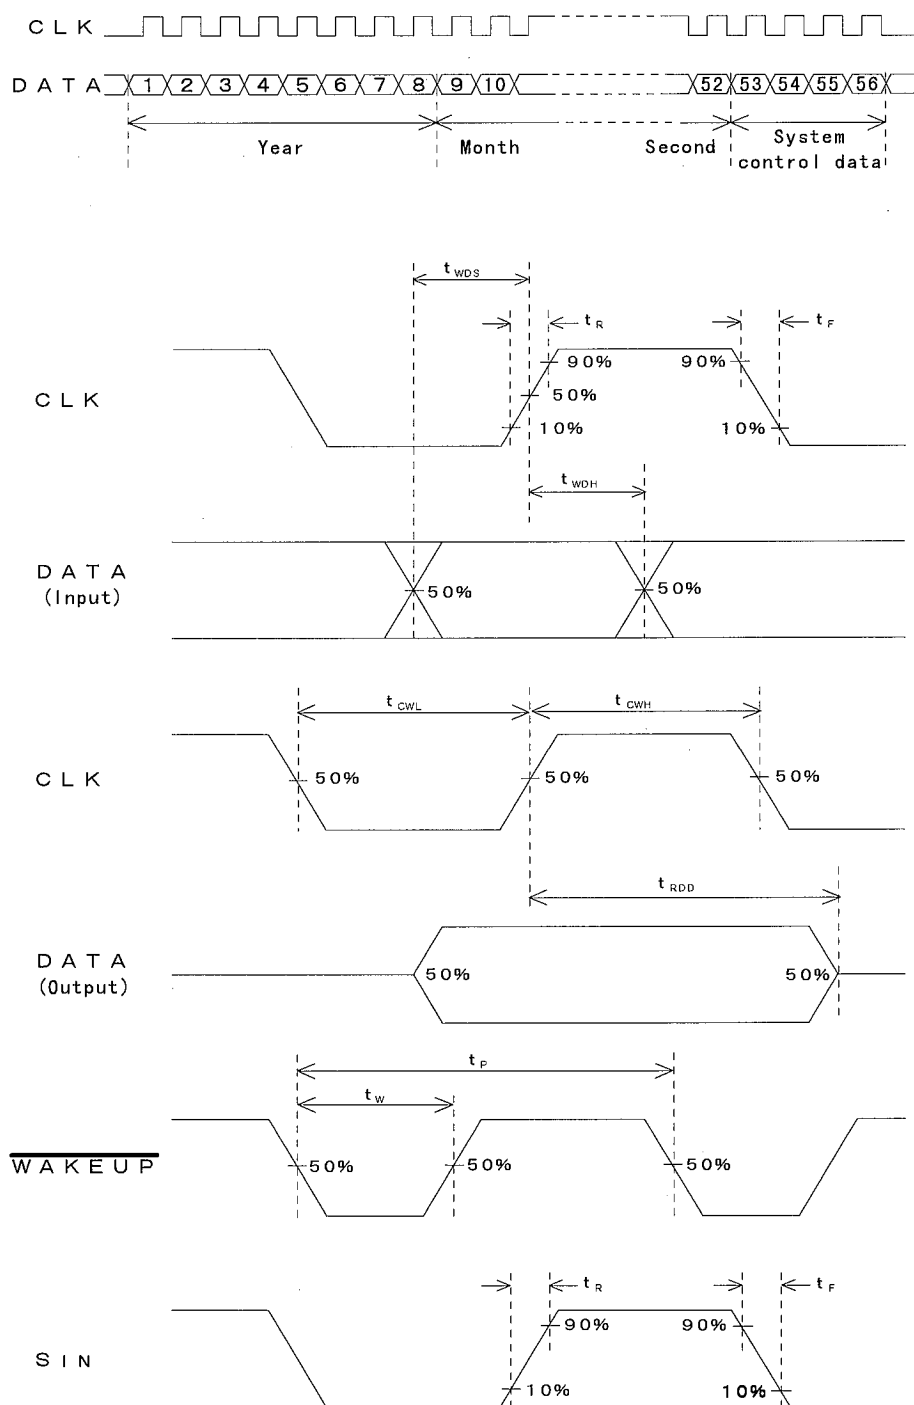 CLK
DATA 1 2 3 4 5 6 7 8 9 10 52 53 54 55 56
Year Month Second System
control data
tWDS
tR tF
90% 90%
CLK 50%
10% 10%
tWDH
DATA
(Input)
50% 50%
tCWL tCWH
CLK 50% 50% 50%
tRDD
DATA
(Output)
50% 50%
tP
tW
WAKEUP 50% 50% 50%
tR tF
90% 90%
SIN
10% 10%